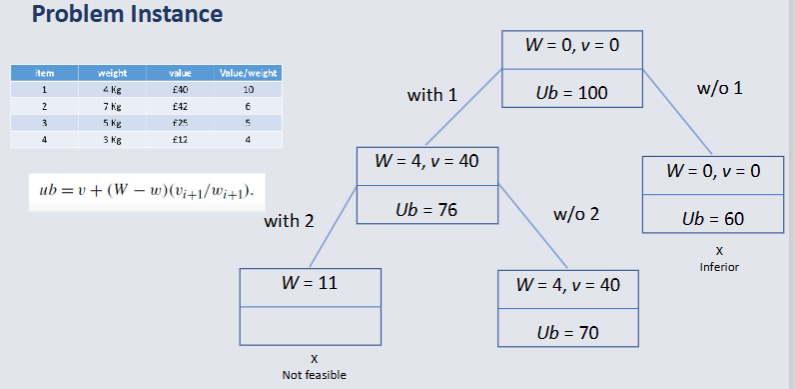 Problem Instance
item weight value Value/weight
1 4 Kg £40 10
2 7 Kg £42 6
3 5 Kg £25 5
4 3 Kg £12 4
ub = v + (W − w)(vᵢ₊₁/wᵢ₊₁).
W = 0, v = 0
Ub = 100
with 1
w/o 1
W = 4, v = 40
Ub = 76
W = 0, v = 0
Ub = 60
x
Inferior
with 2
w/o 2
W = 11
x
Not feasible
W = 4, v = 40
Ub = 70